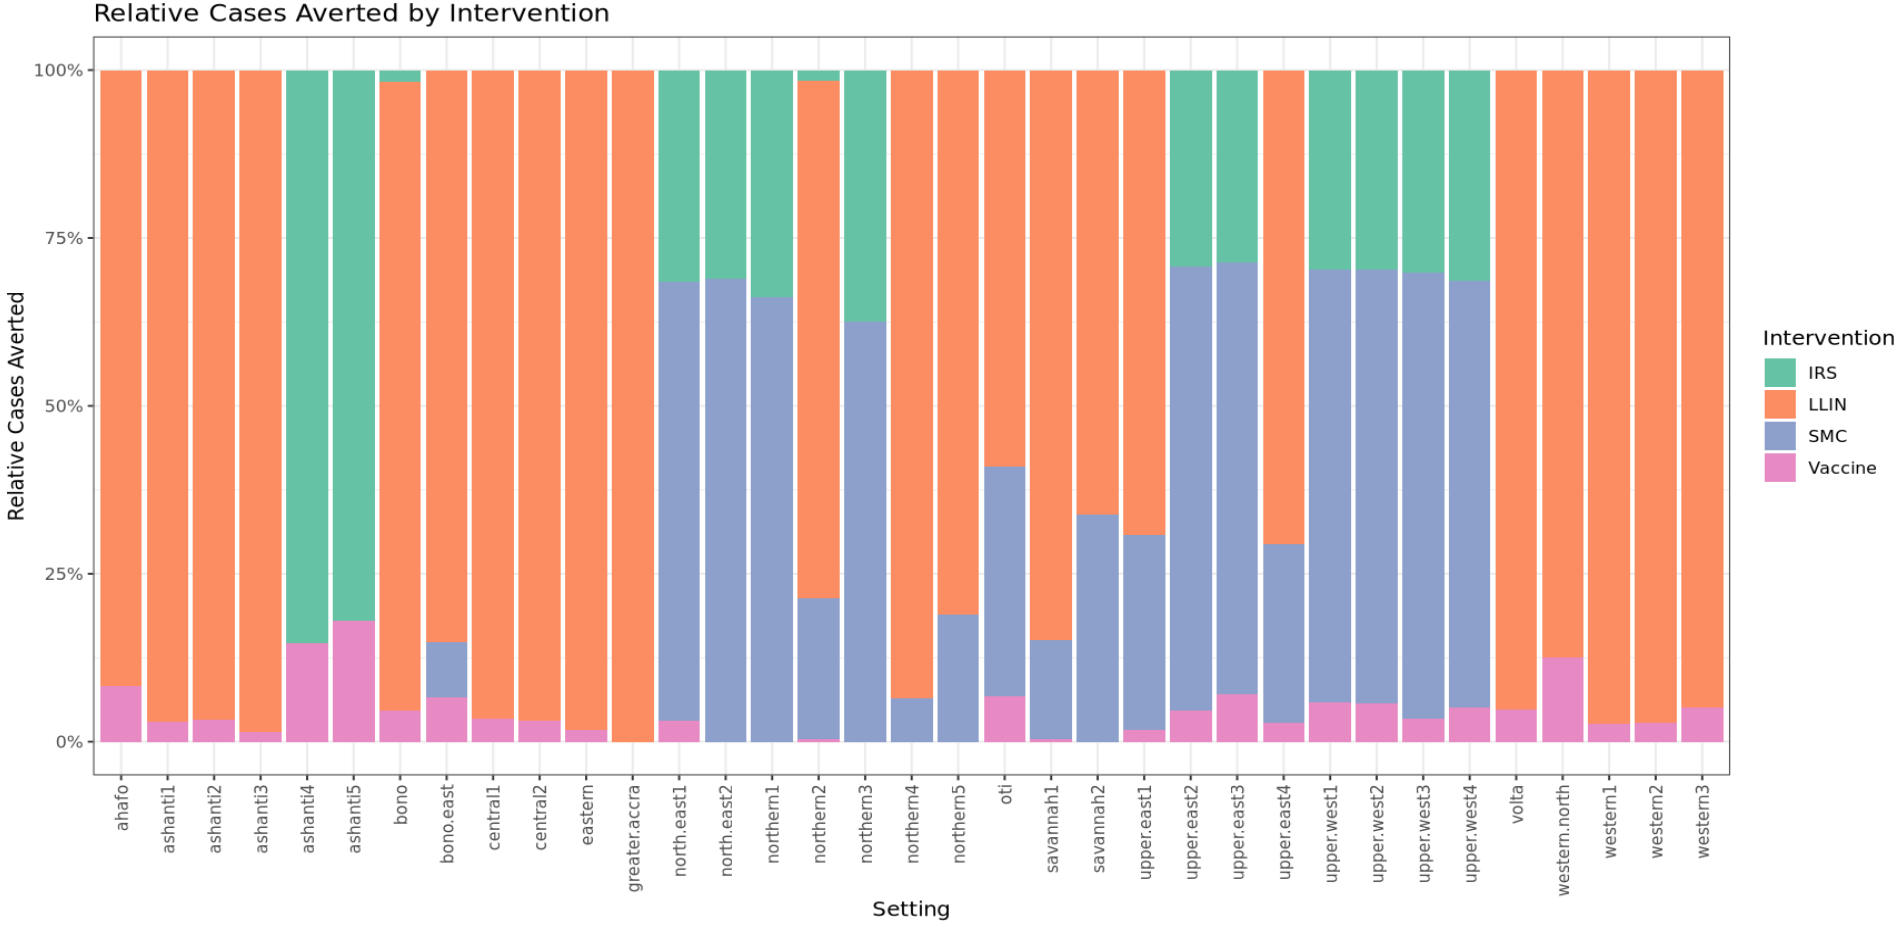 Relative Cases Averted by Intervention
Relative Cases Averted
100%
75%
50%
25%
0%
ahafo
ashanti1
ashanti2
ashanti3
ashanti4
ashanti5
bono
bono.east
central1
central2
eastern
greater.accra
north.east1
north.east2
northern1
northern2
northern3
northern4
northern5
oti
savannah1
savannah2
upper.east1
upper.east2
upper.east3
upper.east4
upper.west1
upper.west2
upper.west3
upper.west4
volta
western.north
western1
western2
western3
Setting
Intervention
IRS
LLIN
SMC
Vaccine